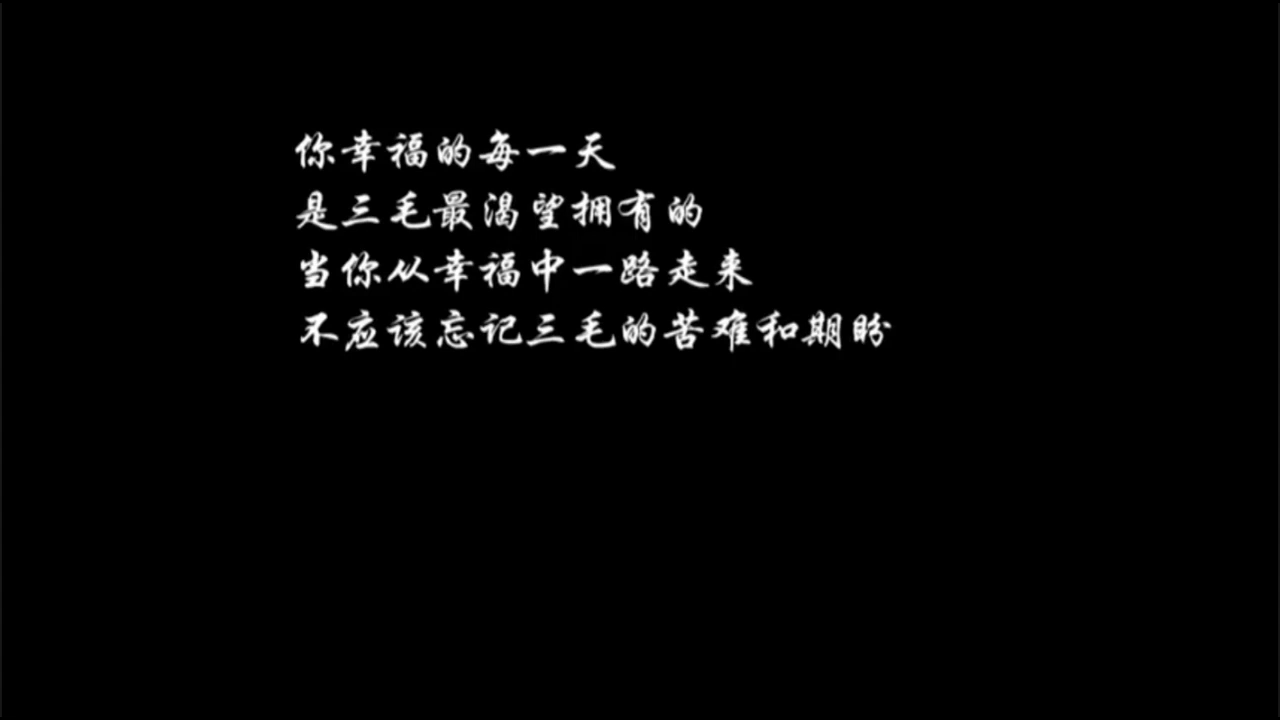 你幸福的每一天
是三毛最渴望拥有的
当你从幸福中一路走来
不应该忘记三毛的苦难和期盼